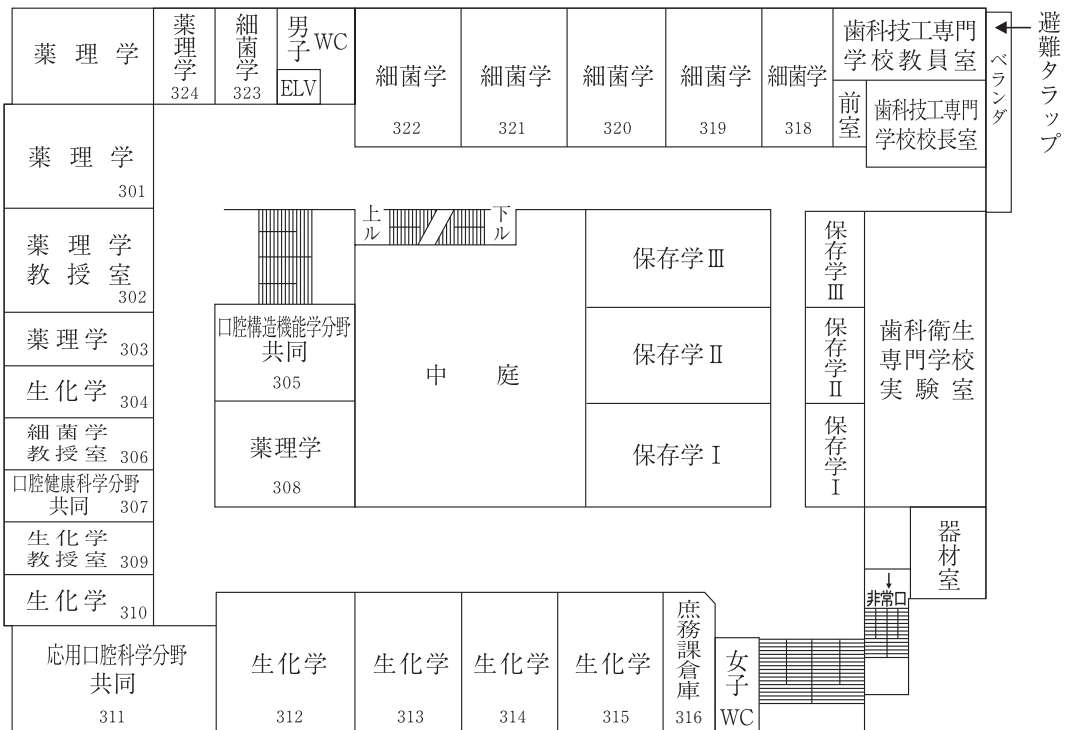 薬理学
薬理学
324
細菌学
323
男子WC
ELV
細菌学
322
細菌学
321
細菌学
320
細菌学
319
細菌学
318
歯科技工専門
学校教員室
前室
歯科技工専門
学校校長室
ベランダ
避難タラップ
薬理学
301
薬理学
教授室
302
薬理学 303
生化学
304
細菌学
教授室 306
口腔健康科学分野
共同 307
生化学
教授室 309
生化学 310
応用口腔科学分野
共同
311
上ル
下ル
口腔構造機能学分野
共同
305
薬理学
308
中庭
保存学Ⅲ
保存学Ⅱ
保存学Ⅰ
保存学Ⅲ
保存学Ⅱ
保存学Ⅰ
歯科衛生
専門学校
実験室
器材室
非常口
生化学
312
生化学
313
生化学
314
生化学
315
庶務課倉庫
316
女子
WC